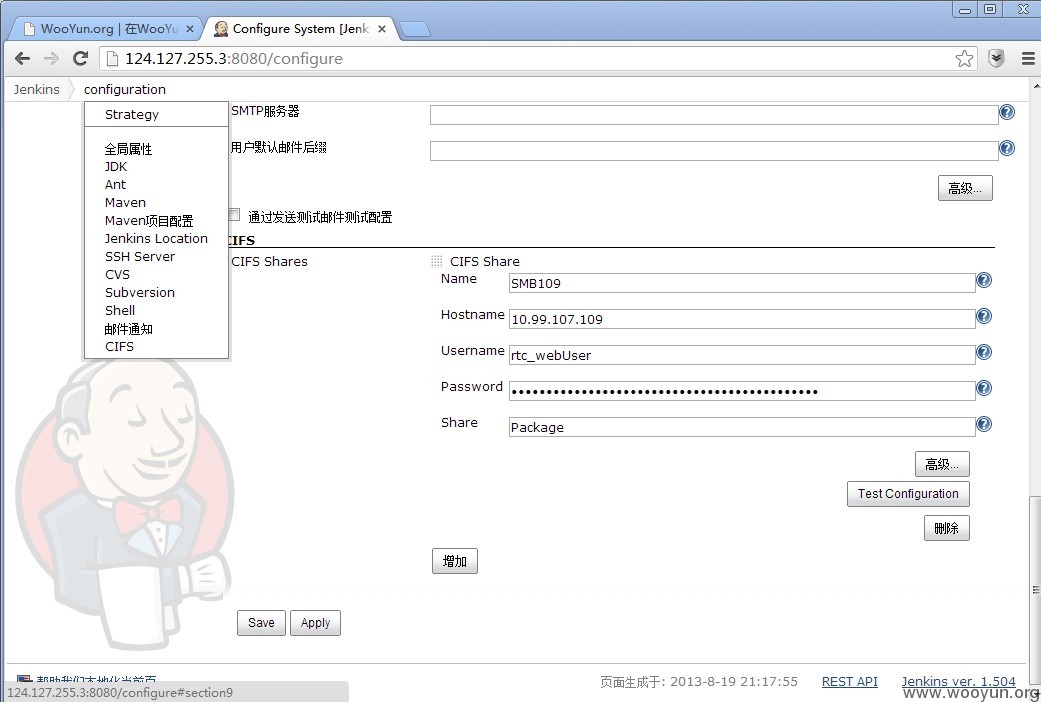 WooYun.org | 在WooYu
Configure System [Jenk
124.127.255.3:8080/configure
Jenkins
configuration
Strategy
全局属性
JDK
Ant
Maven
Maven项目配置
Jenkins Location
SSH Server
CVS
Subversion
Shell
邮件通知
CIFS
SMTP服务器
用户默认邮件后缀
高级...
通过发送测试邮件测试配置
CIFS
CIFS Shares
CIFS Share
Name
SMB109
Hostname
10.99.107.109
Username
rtc_webUser
Password
••••••••••••••••••••••••••••••••••••••••••••
Share
Package
高级...
Test Configuration
删除
增加
Save
Apply
帮助我们本地化当前页
页面生成于: 2013-8-19 21:17:55
REST API
Jenkins ver. 1.504
124.127.255.3:8080/configure#section9
www.wooyun.org